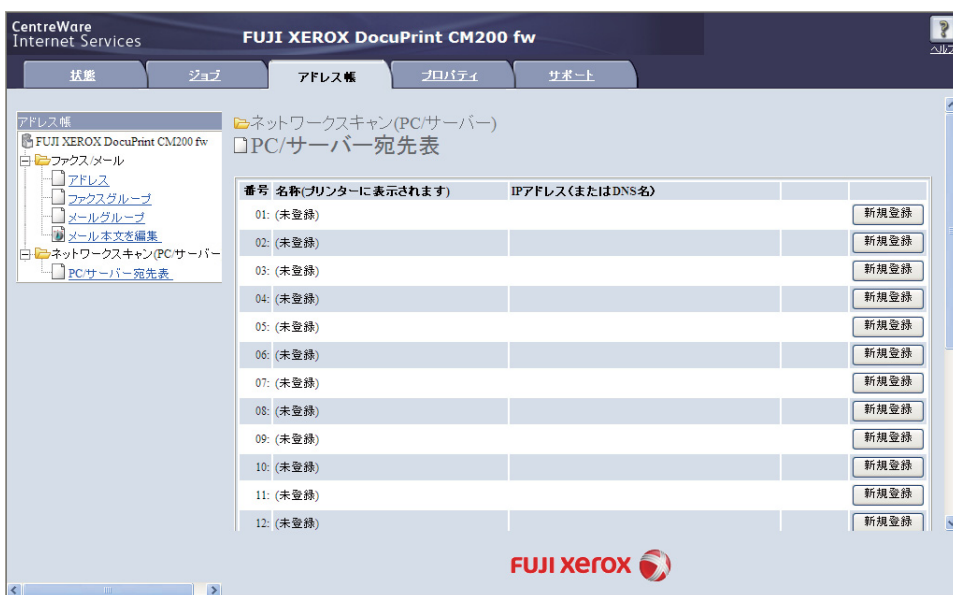 CentreWare
Internet Services
FUJI XEROX DocuPrint CM200 fw
ヘルプ
状態
ジョブ
アドレス帳
プロパティ
サポート
アドレス帳
FUJI XEROX DocuPrint CM200 fw
ファクス/メール
アドレス
ファクスグループ
メールグループ
メール本文を編集
ネットワークスキャン(PC/サーバー
PC/サーバー宛先表
ネットワークスキャン(PC/サーバー)
PC/サーバー宛先表
番号 名称(プリンターに表示されます) IPアドレス(またはDNS名)
01: (未登録) 新規登録
02: (未登録) 新規登録
03: (未登録) 新規登録
04: (未登録) 新規登録
05: (未登録) 新規登録
06: (未登録) 新規登録
07: (未登録) 新規登録
08: (未登録) 新規登録
09: (未登録) 新規登録
10: (未登録) 新規登録
11: (未登録) 新規登録
12: (未登録) 新規登録
FUJI xerox